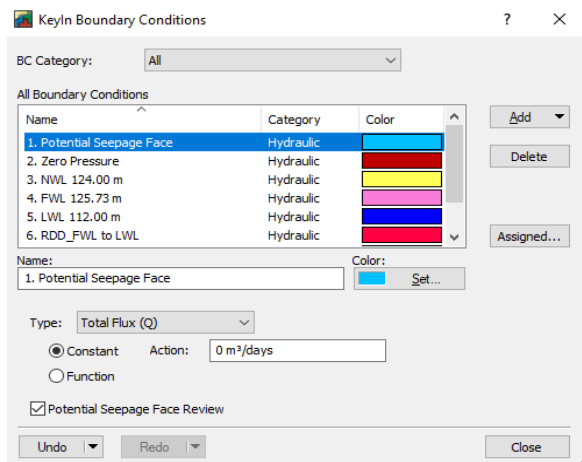 KeyIn Boundary Conditions ? ×
BC Category: All
All Boundary Conditions
Name Category Color
1. Potential Seepage Face Hydraulic
2. Zero Pressure Hydraulic
3. NWL 124.00 m Hydraulic
4. FWL 125.73 m Hydraulic
5. LWL 112.00 m Hydraulic
6. RDD_FWL to LWL Hydraulic
Add
Delete
Assigned...
Name: Color:
1. Potential Seepage Face Set...
Type: Total Flux (Q)
Constant Action: 0 m³/days
Function
Potential Seepage Face Review
Undo Redo Close